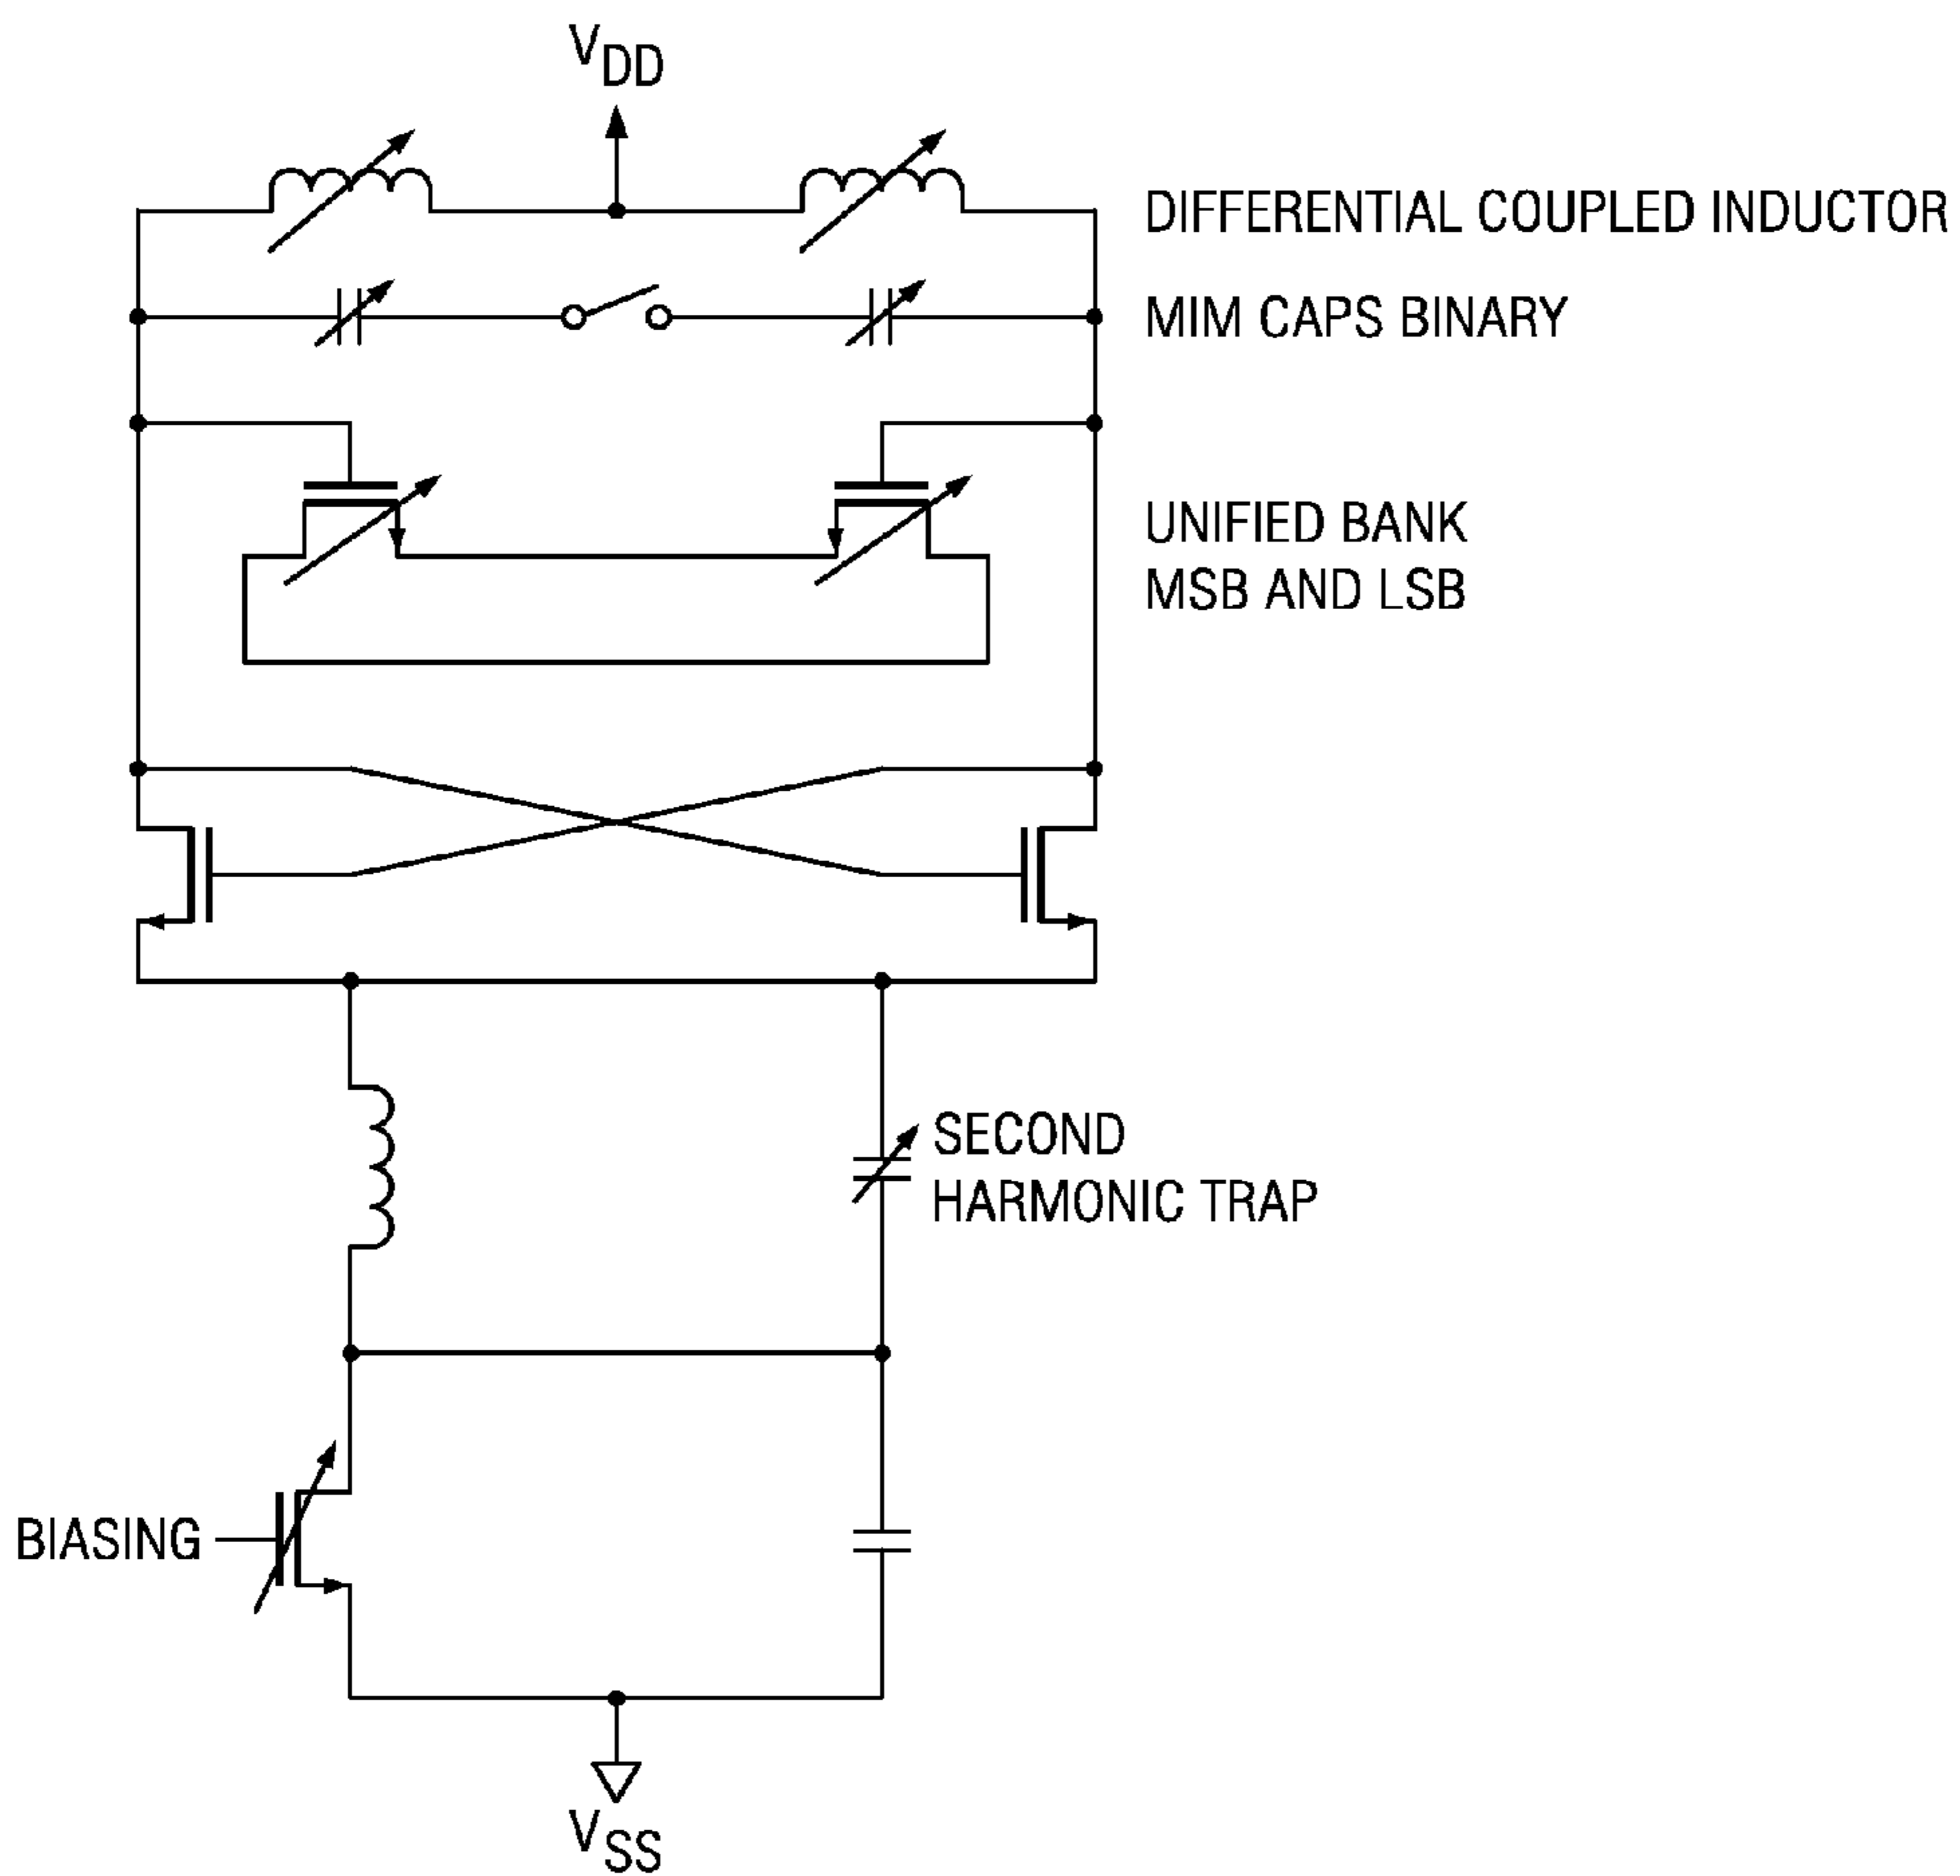 VDD
DIFFERENTIAL COUPLED INDUCTOR
MIM CAPS BINARY
UNIFIED BANK
MSB AND LSB
SECOND
HARMONIC TRAP
BIASING
VSS